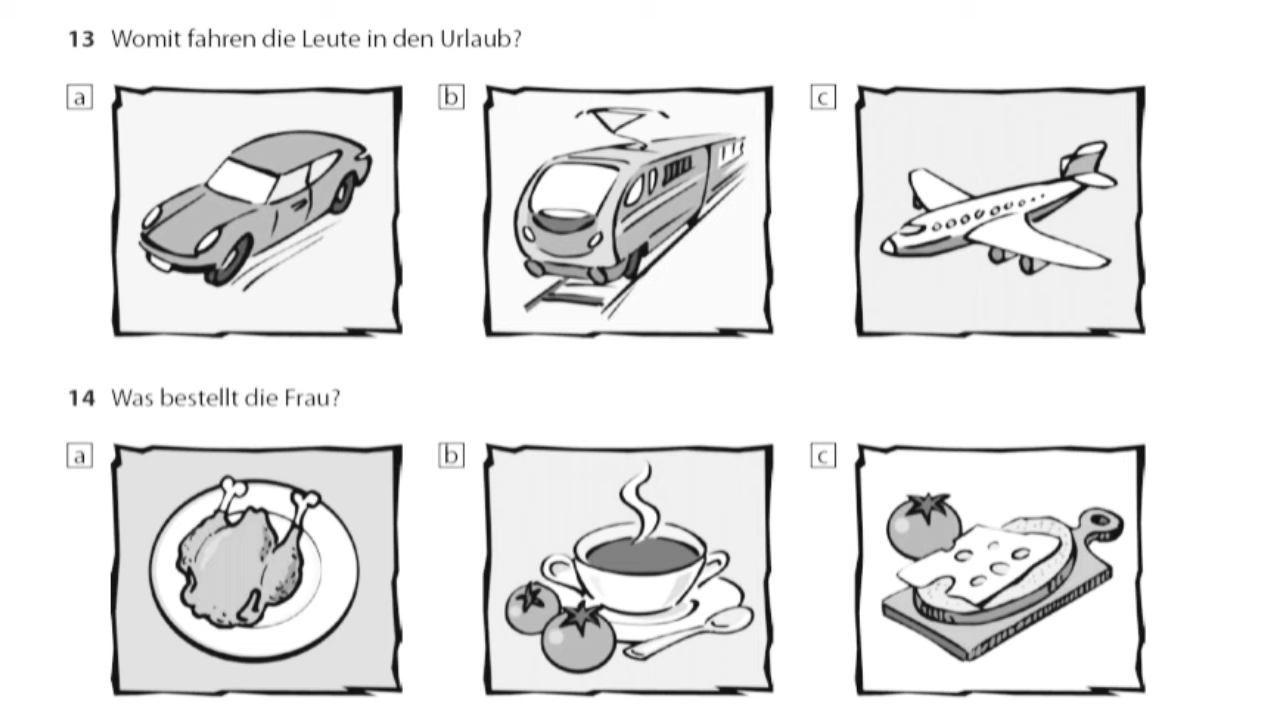 13 Womit fahren die Leute in den Urlaub?
a b c
14 Was bestellt die Frau?
a b c